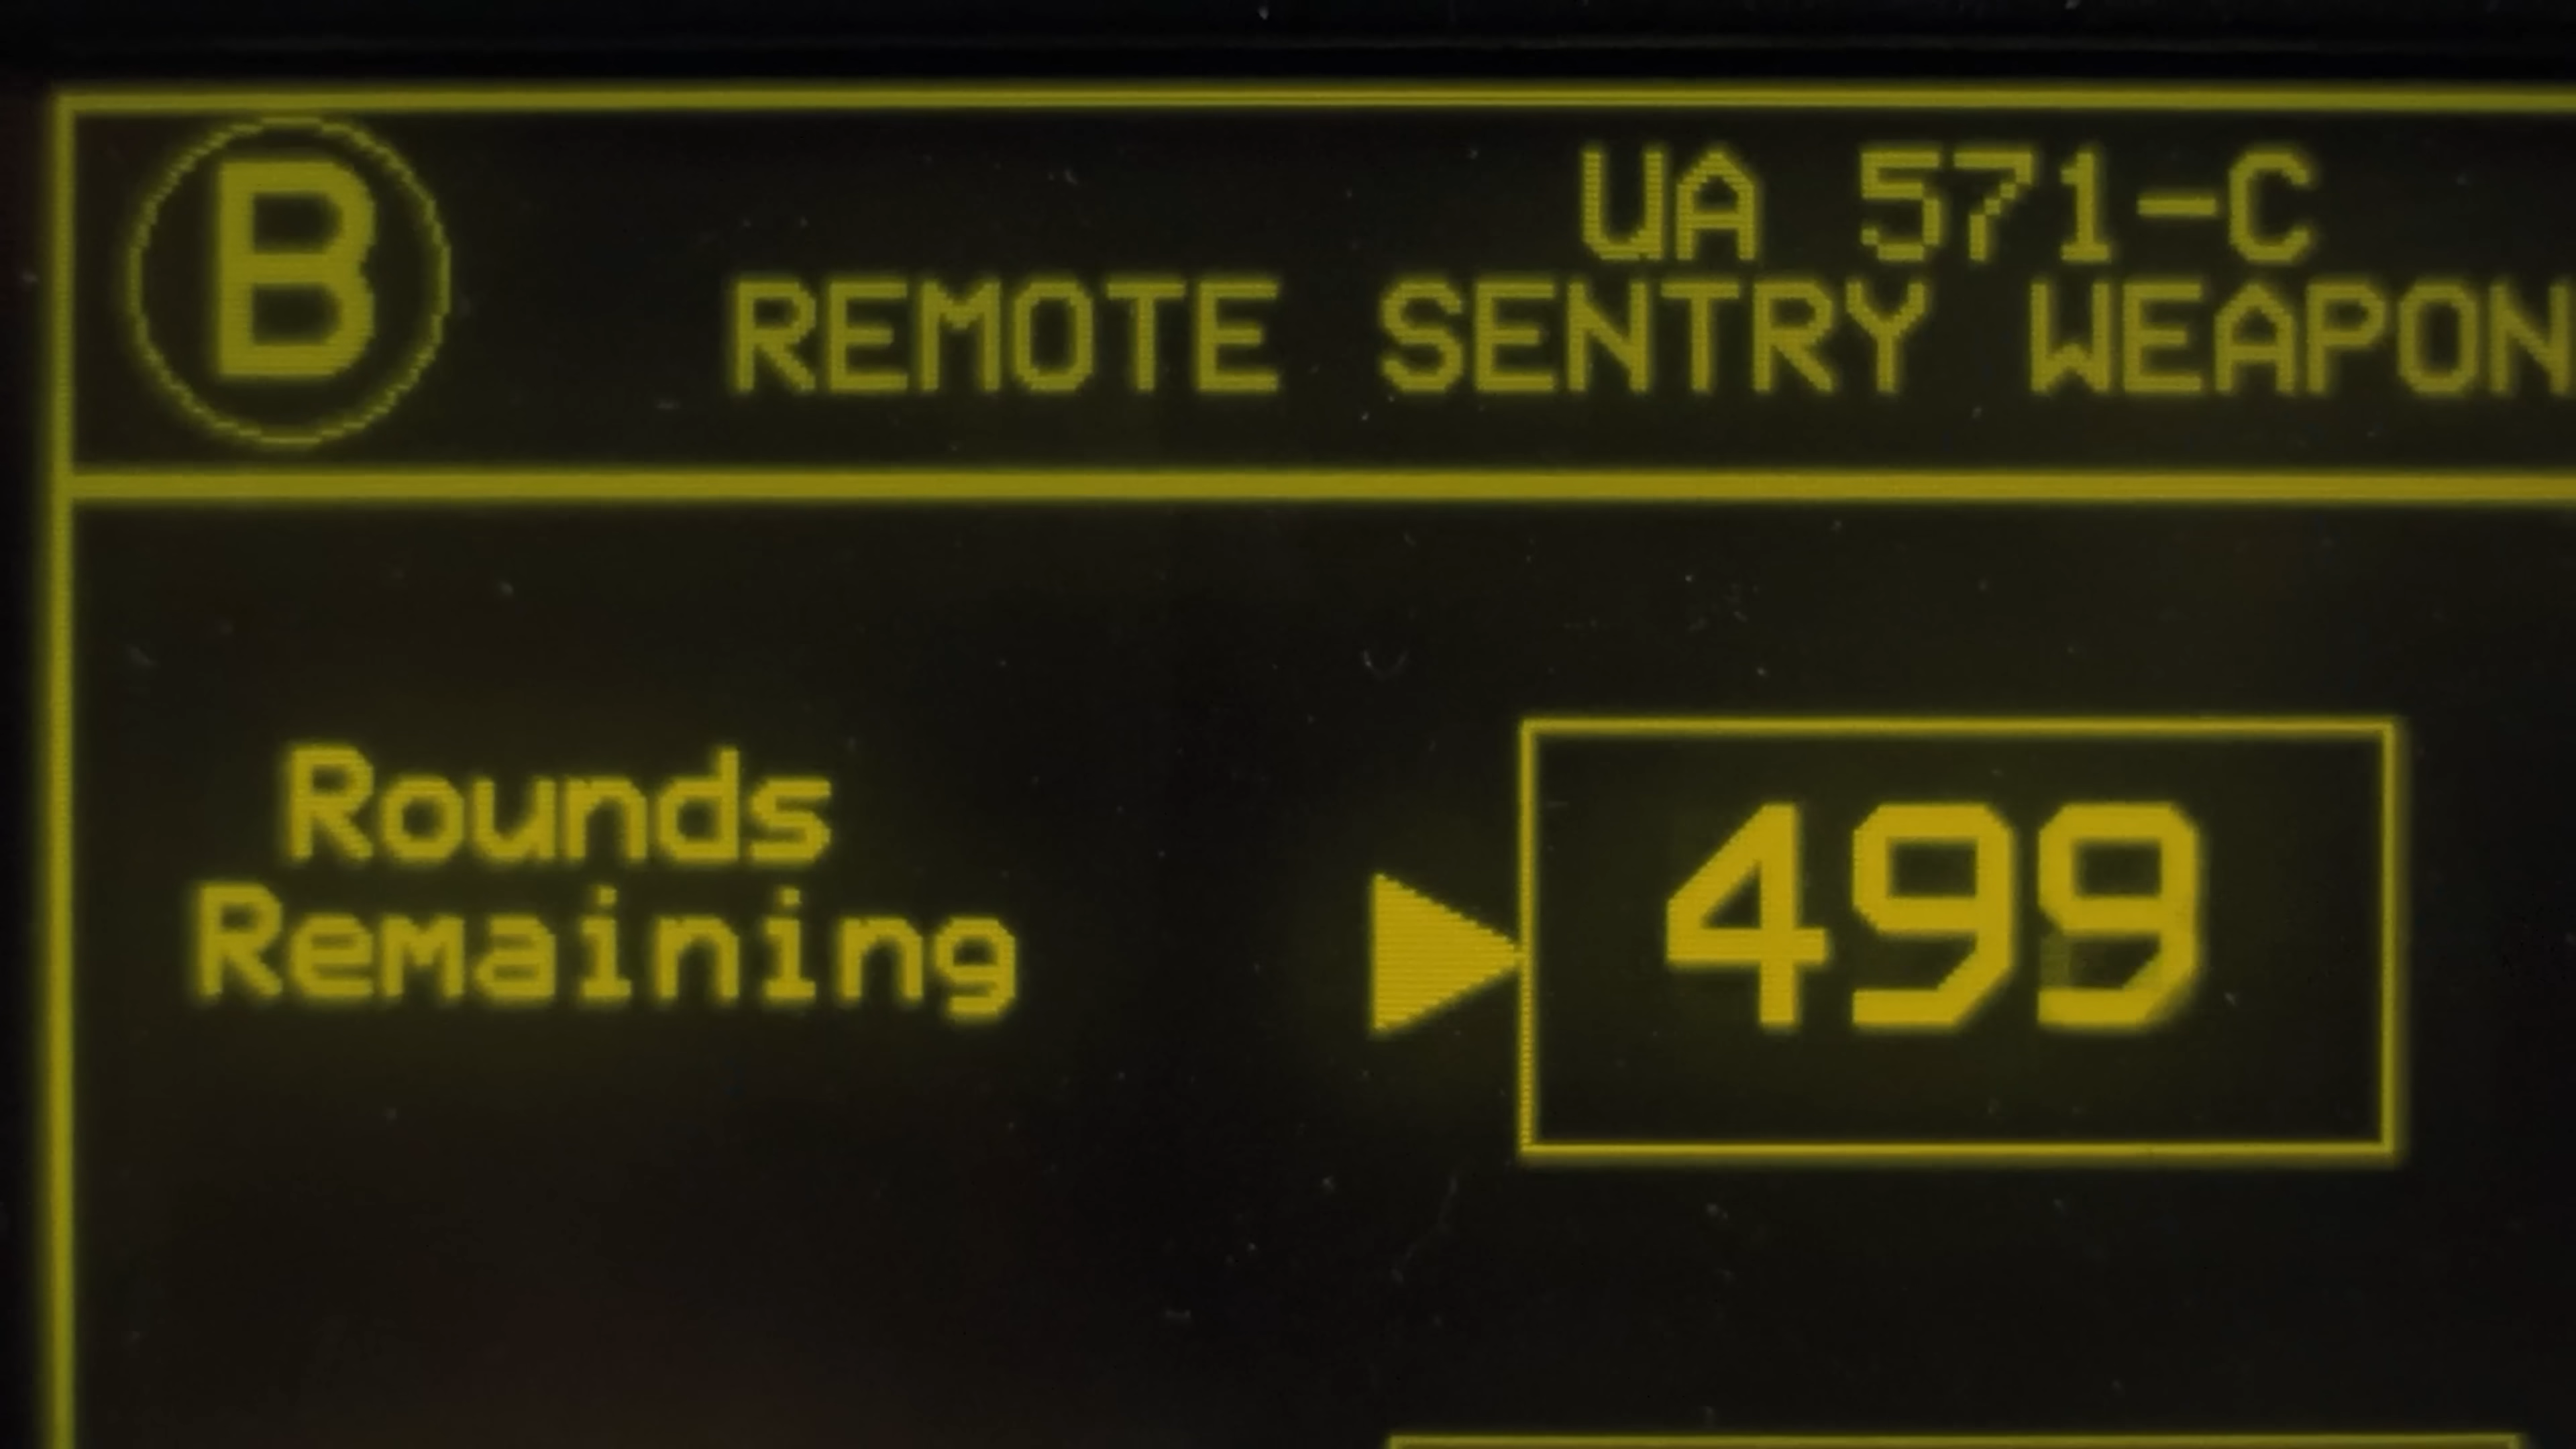 B
UA 571-C
REMOTE SENTRY WEAPON
Rounds
Remaining
499